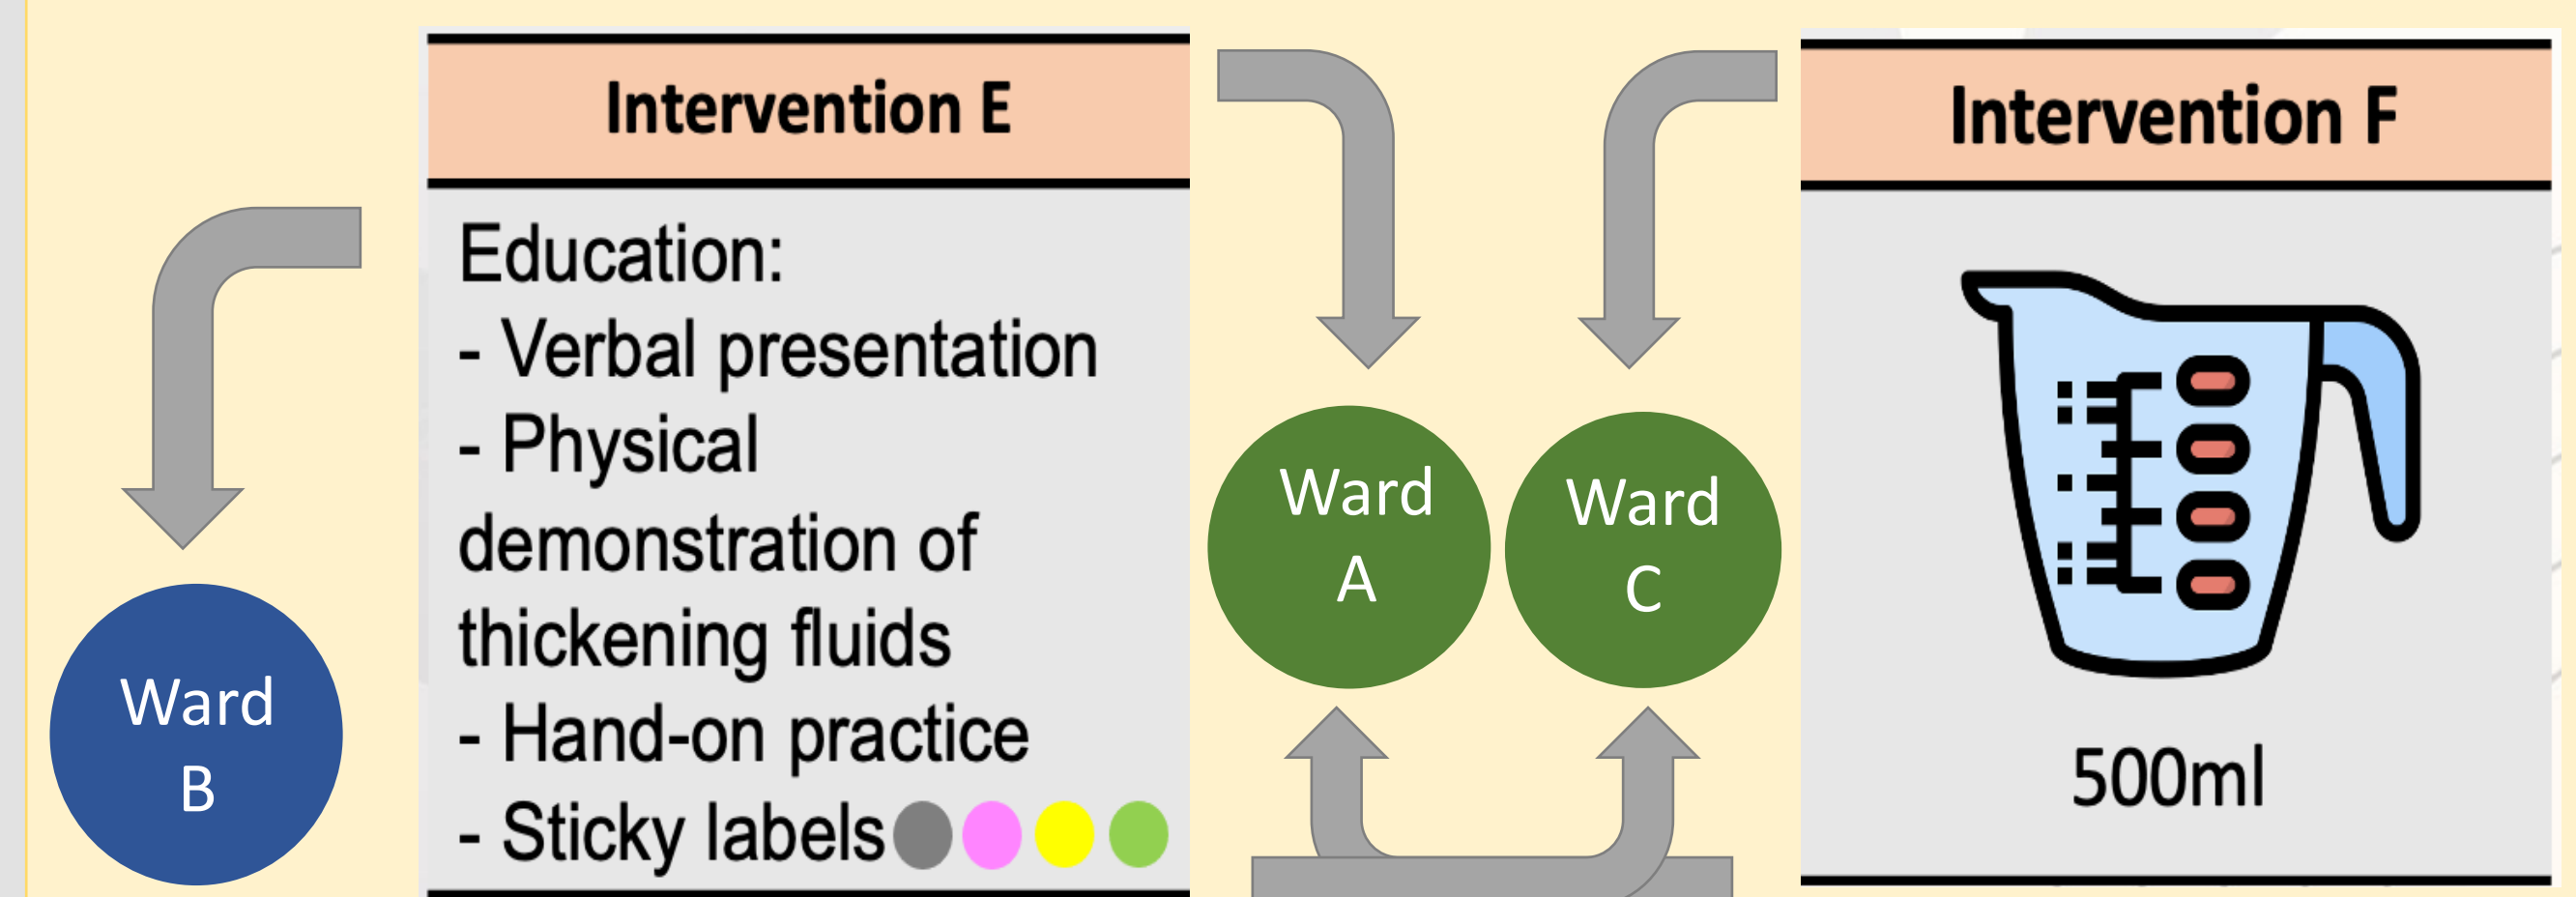 Intervention E
Education:
- Verbal presentation
- Physical
demonstration of
thickening fluids
- Hand-on practice
- Sticky labels
Ward
B
Ward
A
Ward
C
Intervention F
500ml